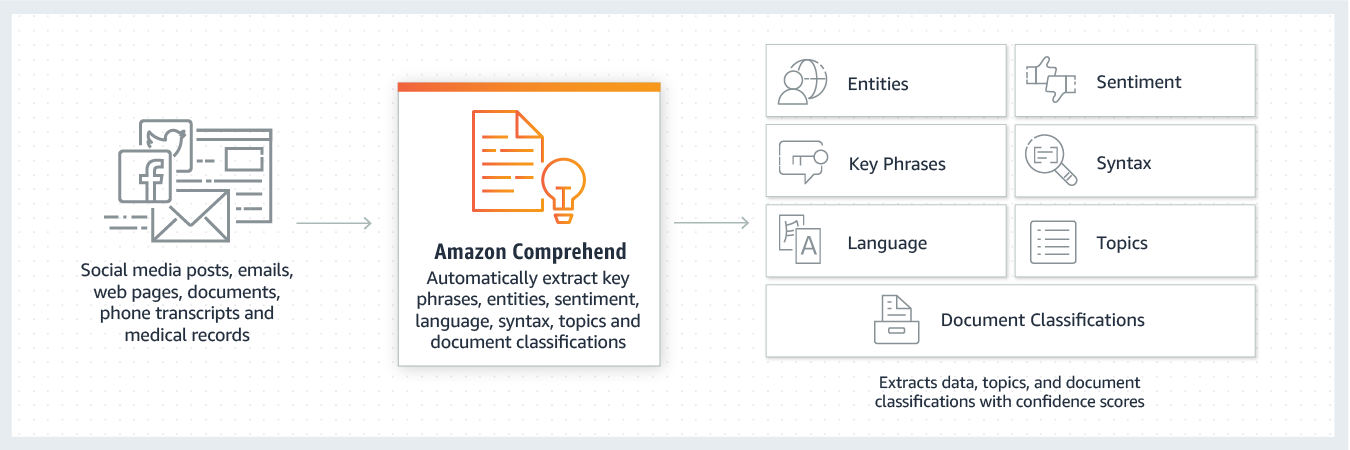 Social media posts, emails,
web pages, documents,
phone transcripts and
medical records
Amazon Comprehend
Automatically extract key
phrases, entities, sentiment,
language, syntax, topics and
document classifications
Entities
Sentiment
Key Phrases
Syntax
Language
A
Topics
Document Classifications
Extracts data, topics, and document
classifications with confidence scores